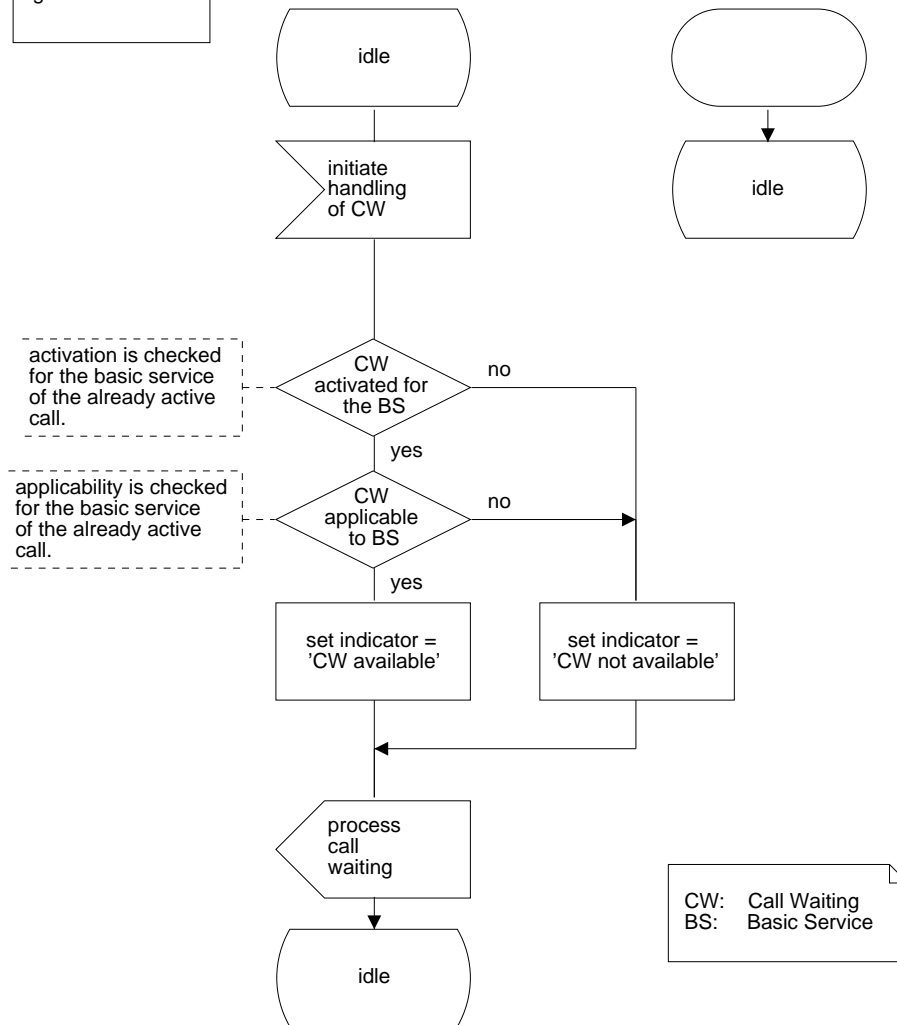 idle
initiate
handling
of CW
idle
activation is checked
for the basic service
of the already active
call.
CW
activated for
the BS
no
yes
applicability is checked
for the basic service
of the already active
call.
CW
applicable
to BS
no
yes
set indicator =
'CW available'
set indicator =
'CW not available'
process
call
waiting
CW: Call Waiting
BS: Basic Service
idle